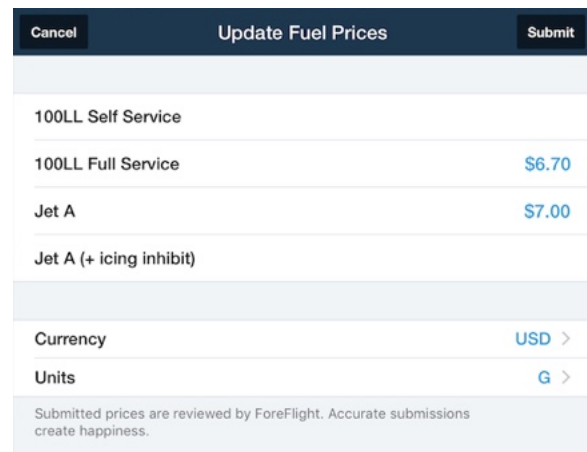 Cancel Update Fuel Prices Submit
100LL Self Service
100LL Full Service $6.70
Jet A $7.00
Jet A (+ icing inhibit)
Currency USD >
Units G >
Submitted prices are reviewed by ForeFlight. Accurate submissions
create happiness.